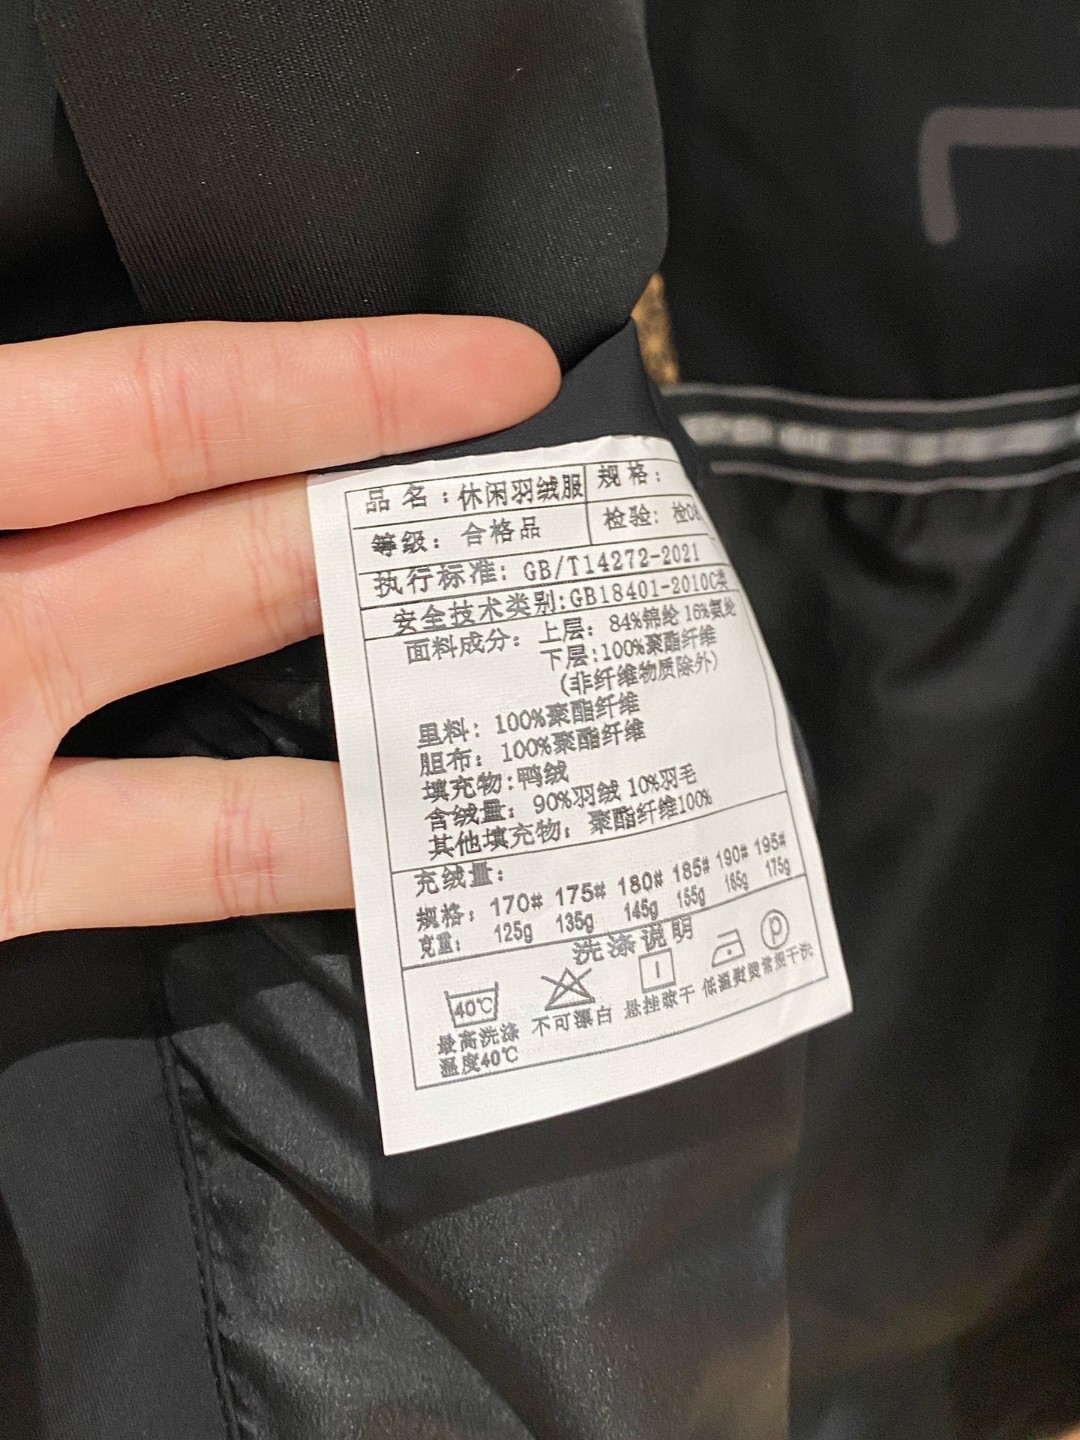 品名：休闲羽绒服 规格：
等级：合格品 检验：检
执行标准：GB/T14272-2021
安全技术类别:GB18401-2010C类
面料成分：上层：84%锦纶 16%氨纶
下层:100%聚酯纤维
(非纤维物质除外)
里料：100%聚酯纤维
胆布：100%聚酯纤维
填充物:鸭绒
含绒量：90%羽绒 10%羽毛
其他填充物：聚酯纤维100%
充绒量：
规格：170# 175# 180# 185# 190# 195#
克重：125g 135g 145g 155g 165g 175g
洗涤说明
40℃ P
最高洗涤温度40℃ 不可漂白 悬挂晾干 低温熨烫 常规干洗